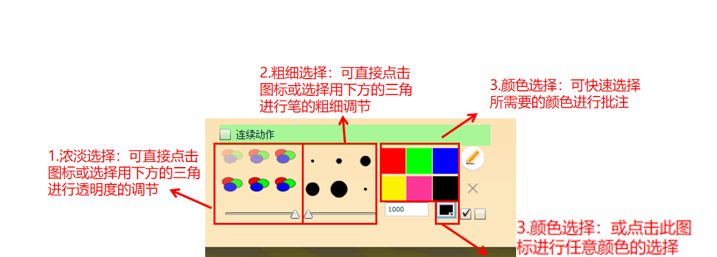 2.粗细选择：可直接点击
图标或选择用下方的三角
进行笔的粗细调节
3.颜色选择：可快速选择
所需要的颜色进行批注
连续动作
1.浓淡选择：可直接点击
图标或选择用下方的三角
进行透明度的调节
1000
3.颜色选择：或点击此图
标进行任意颜色的选择